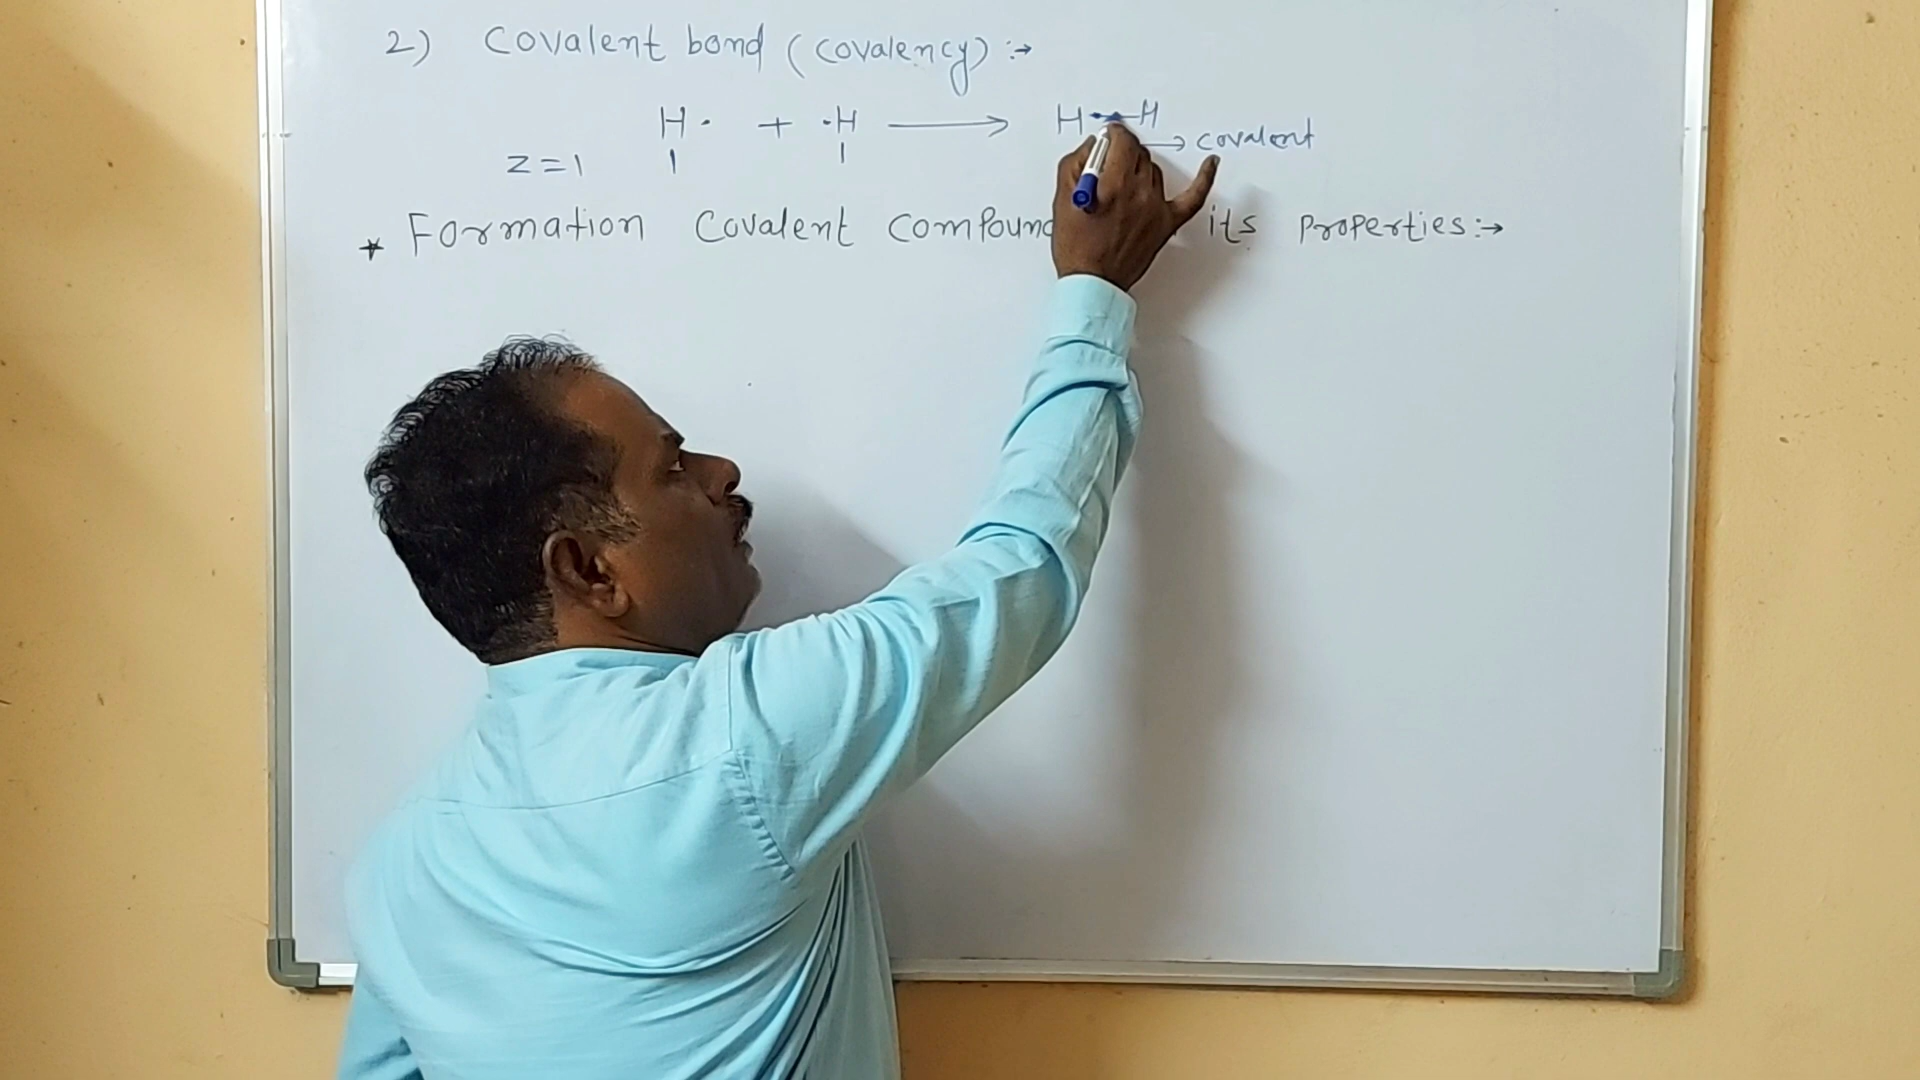 2) Covalent bond (covalency) :→
H· + ·H ⟶ H–H
→ covalent
Z=1 1 1
* Formation Covalent compound its properties:→